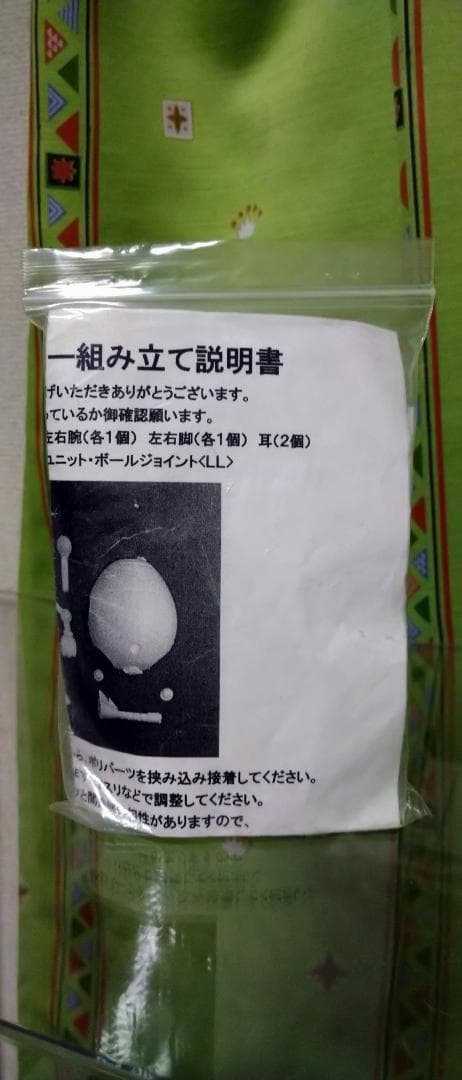 ー組み立て説明書
げいただきありがとうございます。
っているか御確認願います。
左右腕(各1個) 左右脚(各1個) 耳(2個)
ユニット・ボールジョイント<LL>
ら、ポリパーツを挟み込み接着してください。
スリなどで調整してください。
相性がありますので、